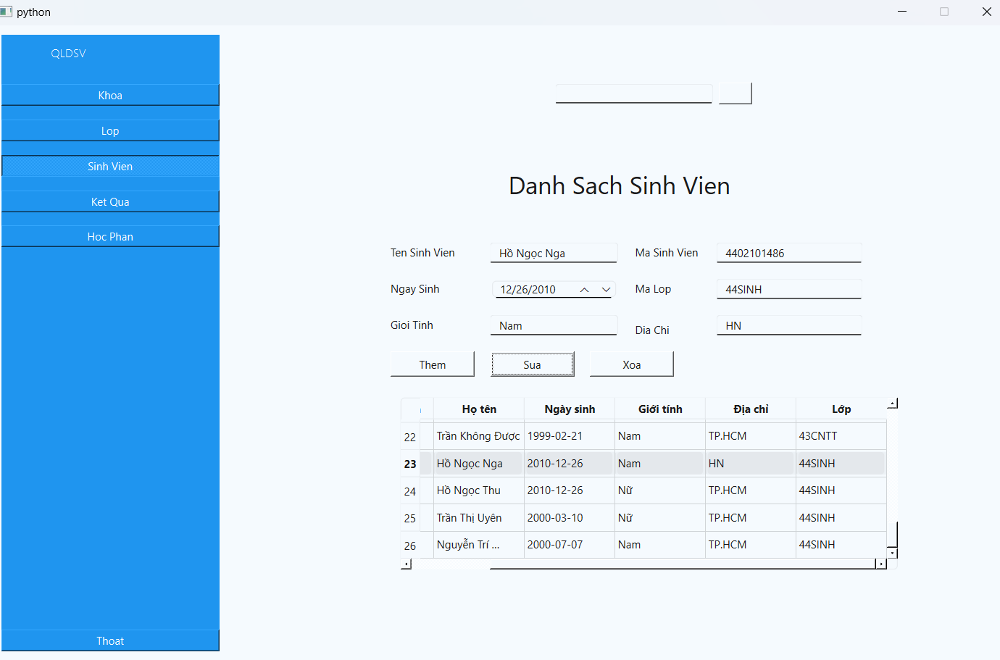 python
QLDSV
Khoa
Lop
Sinh Vien
Ket Qua
Hoc Phan
Thoat
Danh Sach Sinh Vien
Ten Sinh Vien Hồ Ngọc Nga Ma Sinh Vien 4402101486
Ngay Sinh 12/26/2010 Ma Lop 44SINH
Gioi Tinh Nam Dia Chi HN
Them Sua Xoa
Họ tên Ngày sinh Giới tính Địa chỉ Lớp
22 Trần Không Được 1999-02-21 Nam TP.HCM 43CNTT
23 Hồ Ngọc Nga 2010-12-26 Nam HN 44SINH
24 Hồ Ngọc Thu 2010-12-26 Nữ TP.HCM 44SINH
25 Trần Thị Uyên 2000-03-10 Nữ TP.HCM 44SINH
26 Nguyễn Trí ... 2000-07-07 Nam TP.HCM 44SINH